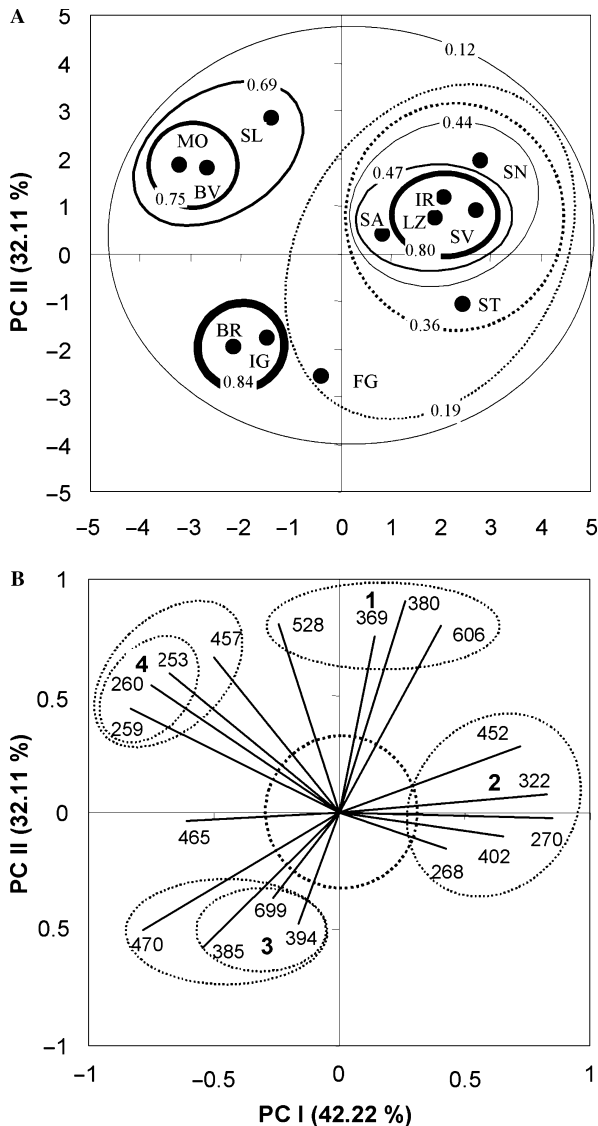 A
5
4
3
2
1
0
−1
−2
−3
−4
−5
PC II (32.11 %)
0.12
0.69
SL
MO
BV
0.75
0.44
SN
0.47
IR
SA
LZ
SV
0.80
ST
0.36
BR
IG
0.84
FG
0.19
−5 −4 −3 −2 −1 0 1 2 3 4 5
B
1
0.5
0
0.5
−1
PC II (32.11 %)
1
528
369
380
606
457
4
253
260
259
452
2
322
465
270
402
268
699
470
385
3
394
−1 −0.5 0 0.5 1
PC I (42.22 %)